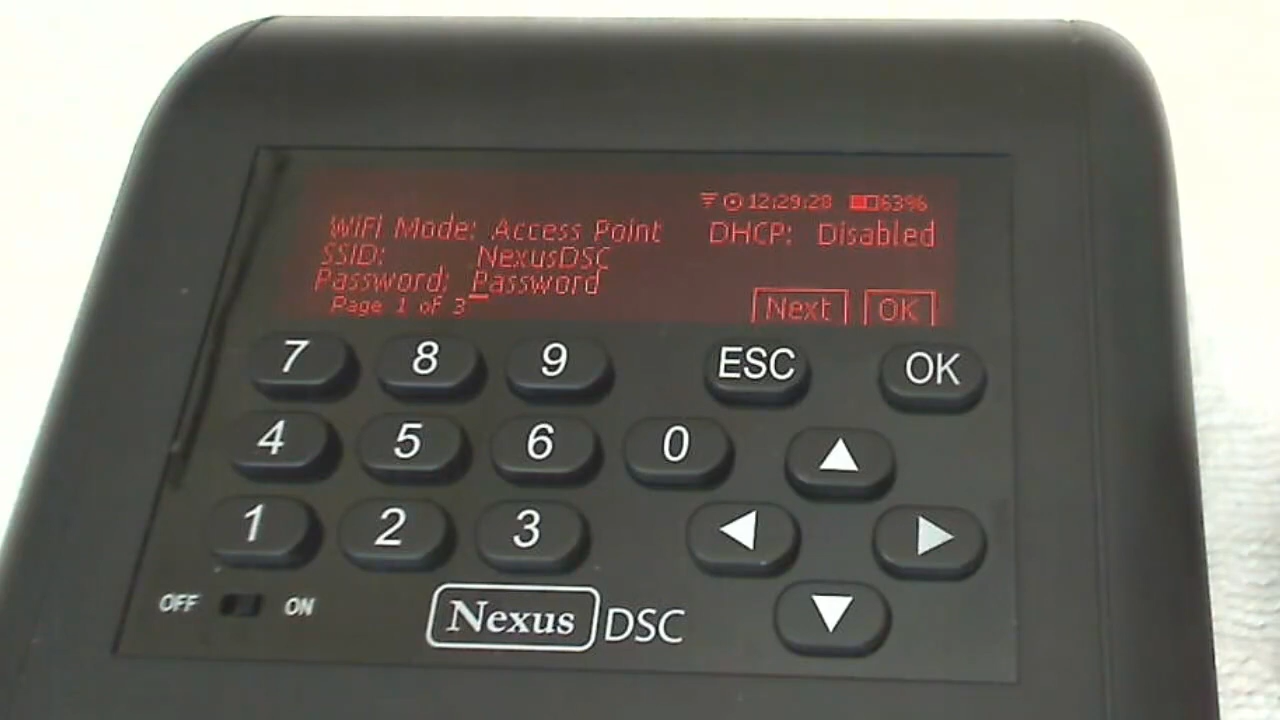 12:29:28 63%
WiFi Mode: Access Point DHCP: Disabled
SSID: NexusDSC
Password: Password
Page 1 of 3 Next OK
7 8 9 ESC OK
4 5 6 0
1 2 3
OFF ON
Nexus DSC